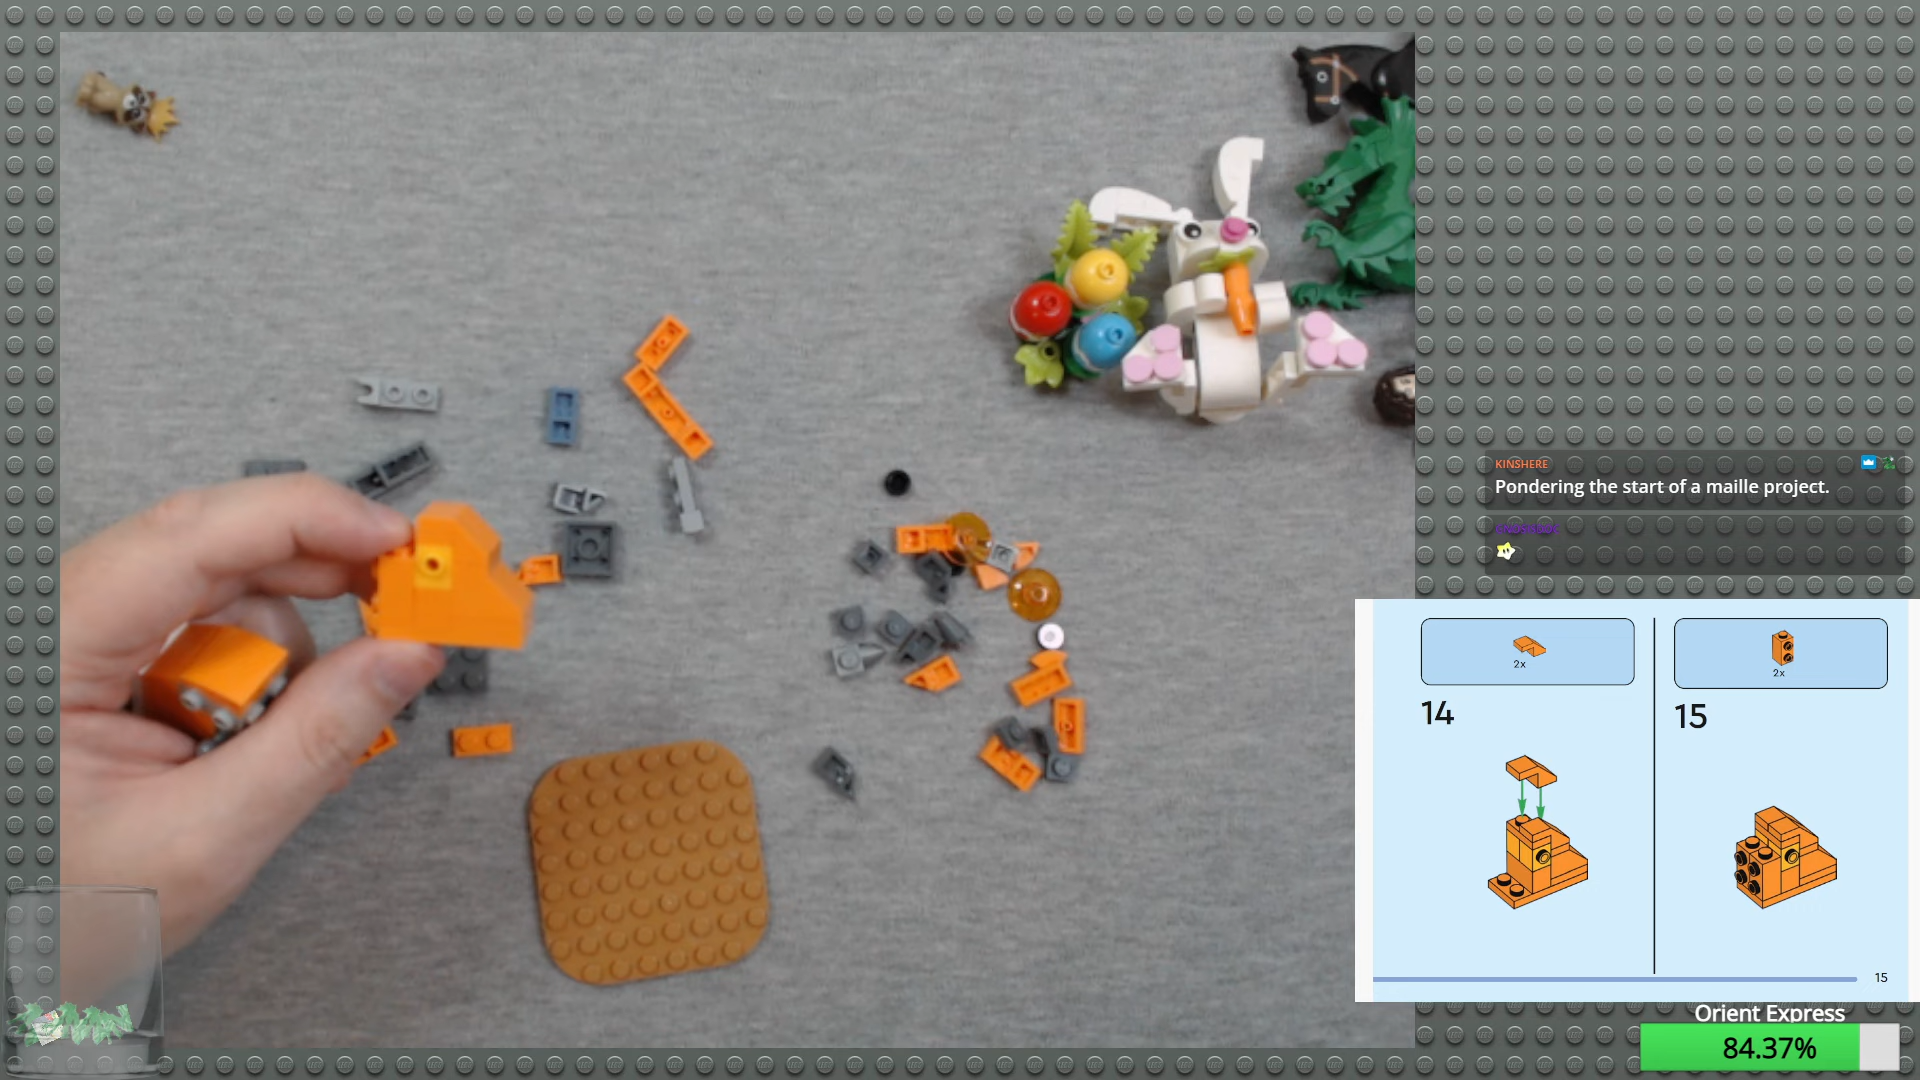 KINSHERE
Pondering the start of a maille project.
2x
14
2x
15
15
Orient Express
84.37%